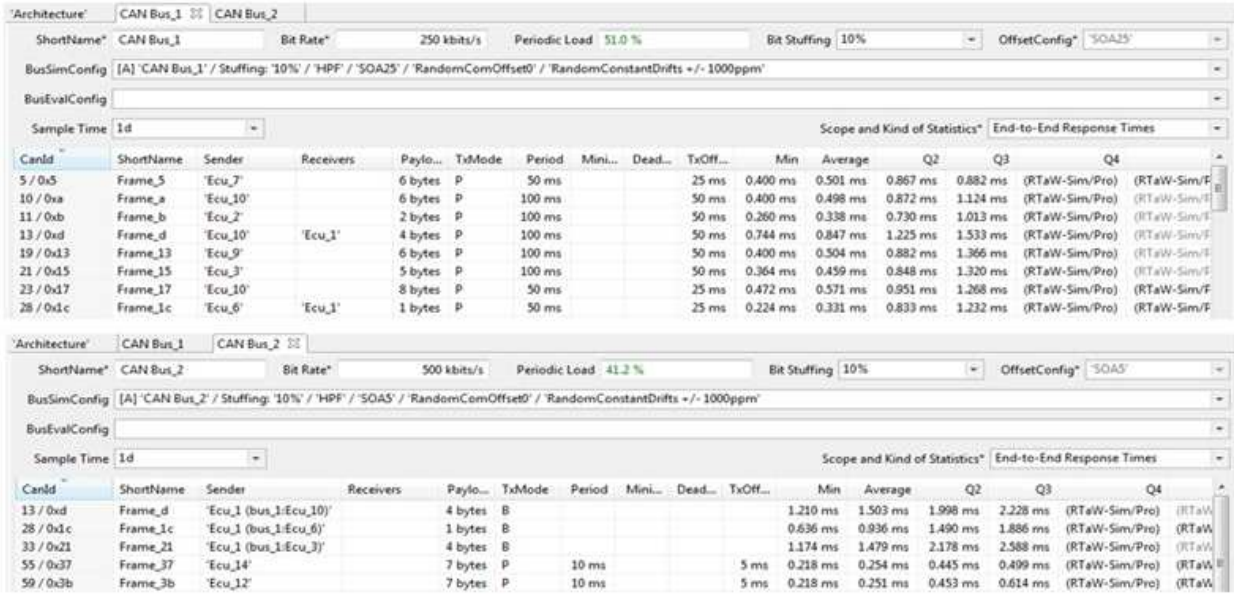 'Architecture' CAN Bus_1 CAN Bus_2
ShortName* CAN Bus_1 Bit Rate* 250 kbits/s Periodic Load 51.0 % Bit Stuffing 10% OffsetConfig* 'SOA25'
BusSimConfig [A] 'CAN Bus_1' / Stuffing: '10%' / 'HPF' / 'SOA25' / 'RandomComOffset0' / 'RandomConstantDrifts +/- 1000ppm'
BusEvalConfig
Sample Time 1d Scope and Kind of Statistics* End-to-End Response Times
CanId ShortName Sender Receivers Paylo... TxMode Period Mini... Dead... TxOff... Min Average Q2 Q3 Q4
5 / 0x5 Frame_5 'Ecu_7' 6 bytes P 50 ms 25 ms 0.400 ms 0.501 ms 0.867 ms 0.882 ms (RTaW-Sim/Pro) (RTaW-Sim/P
10 / 0xa Frame_a 'Ecu_10' 6 bytes P 100 ms 50 ms 0.400 ms 0.498 ms 0.872 ms 1.124 ms (RTaW-Sim/Pro) (RTaW-Sim/P
11 / 0xb Frame_b 'Ecu_2' 2 bytes P 100 ms 50 ms 0.260 ms 0.338 ms 0.730 ms 1.013 ms (RTaW-Sim/Pro) (RTaW-Sim/P
13 / 0xd Frame_d 'Ecu_10' 'Ecu_1' 4 bytes P 100 ms 50 ms 0.744 ms 0.847 ms 1.225 ms 1.533 ms (RTaW-Sim/Pro) (RTaW-Sim/P
19 / 0x13 Frame_13 'Ecu_9' 6 bytes P 100 ms 50 ms 0.400 ms 0.504 ms 0.882 ms 1.366 ms (RTaW-Sim/Pro) (RTaW-Sim/P
21 / 0x15 Frame_15 'Ecu_3' 5 bytes P 100 ms 50 ms 0.364 ms 0.459 ms 0.848 ms 1.320 ms (RTaW-Sim/Pro) (RTaW-Sim/P
23 / 0x17 Frame_17 'Ecu_10' 8 bytes P 50 ms 25 ms 0.472 ms 0.571 ms 0.951 ms 1.268 ms (RTaW-Sim/Pro) (RTaW-Sim/P
28 / 0x1c Frame_1c 'Ecu_6' 'Ecu_1' 1 bytes P 50 ms 25 ms 0.224 ms 0.331 ms 0.833 ms 1.232 ms (RTaW-Sim/Pro) (RTaW-Sim/P
'Architecture' CAN Bus_1 CAN Bus_2
ShortName* CAN Bus_2 Bit Rate* 500 kbits/s Periodic Load 41.2 % Bit Stuffing 10% OffsetConfig* 'SOA5'
BusSimConfig [A] 'CAN Bus_2' / Stuffing: '10%' / 'HPF' / 'SOA5' / 'RandomComOffset0' / 'RandomConstantDrifts +/- 1000ppm'
BusEvalConfig
Sample Time 1d Scope and Kind of Statistics* End-to-End Response Times
CanId ShortName Sender Receivers Paylo... TxMode Period Mini... Dead... TxOff... Min Average Q2 Q3 Q4
13 / 0xd Frame_d 'Ecu_1 (bus_1:Ecu_10)' 4 bytes B 1.210 ms 1.503 ms 1.998 ms 2.228 ms (RTaW-Sim/Pro) (RTaW
28 / 0x1c Frame_1c 'Ecu_1 (bus_1:Ecu_6)' 1 bytes B 0.636 ms 0.936 ms 1.490 ms 1.886 ms (RTaW-Sim/Pro) (RTaW
33 / 0x21 Frame_21 'Ecu_1 (bus_1:Ecu_3)' 4 bytes B 1.174 ms 1.479 ms 2.178 ms 2.588 ms (RTaW-Sim/Pro) (RTaW
55 / 0x37 Frame_37 'Ecu_14' 7 bytes P 10 ms 5 ms 0.218 ms 0.254 ms 0.445 ms 0.499 ms (RTaW-Sim/Pro) (RTaW
59 / 0x3b Frame_3b 'Ecu_12' 7 bytes P 10 ms 5 ms 0.218 ms 0.251 ms 0.453 ms 0.614 ms (RTaW-Sim/Pro) (RTaW